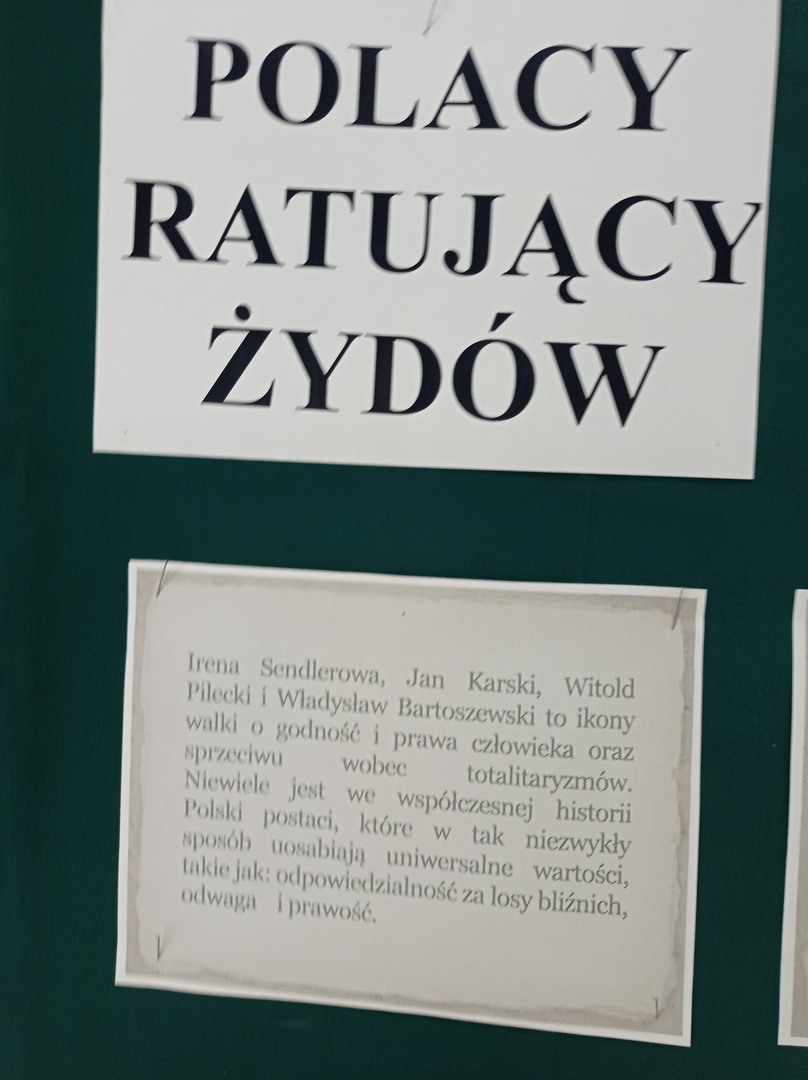 POLACY
RATUJĄCY
ŻYDÓW
Irena Sendlerowa, Jan Karski, Witold
Pilecki i Władysław Bartoszewski to ikony
walki o godność i prawa człowieka oraz
sprzeciwu wobec totalitaryzmów.
Niewiele jest we współczesnej historii
Polski postaci, które w tak niezwykły
sposób uosabiają uniwersalne wartości,
takie jak: odpowiedzialność za losy bliźnich,
odwaga i prawość.